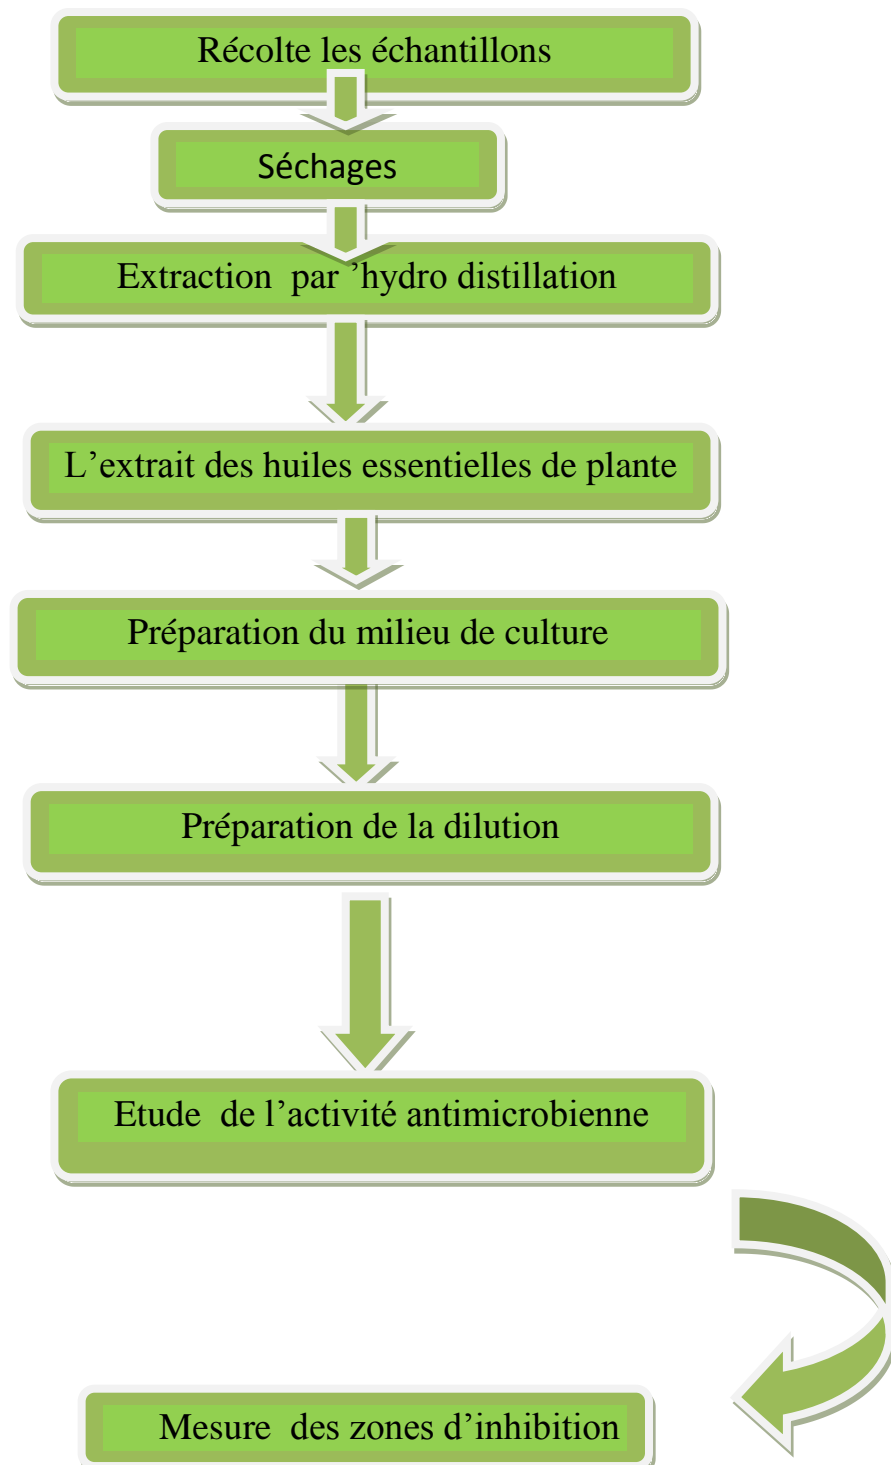 Récolte les échantillons
Séchages
Extraction par ’hydro distillation
L’extrait des huiles essentielles de plante
Préparation du milieu de culture
Préparation de la dilution
Etude de l’activité antimicrobienne
Mesure des zones d’inhibition